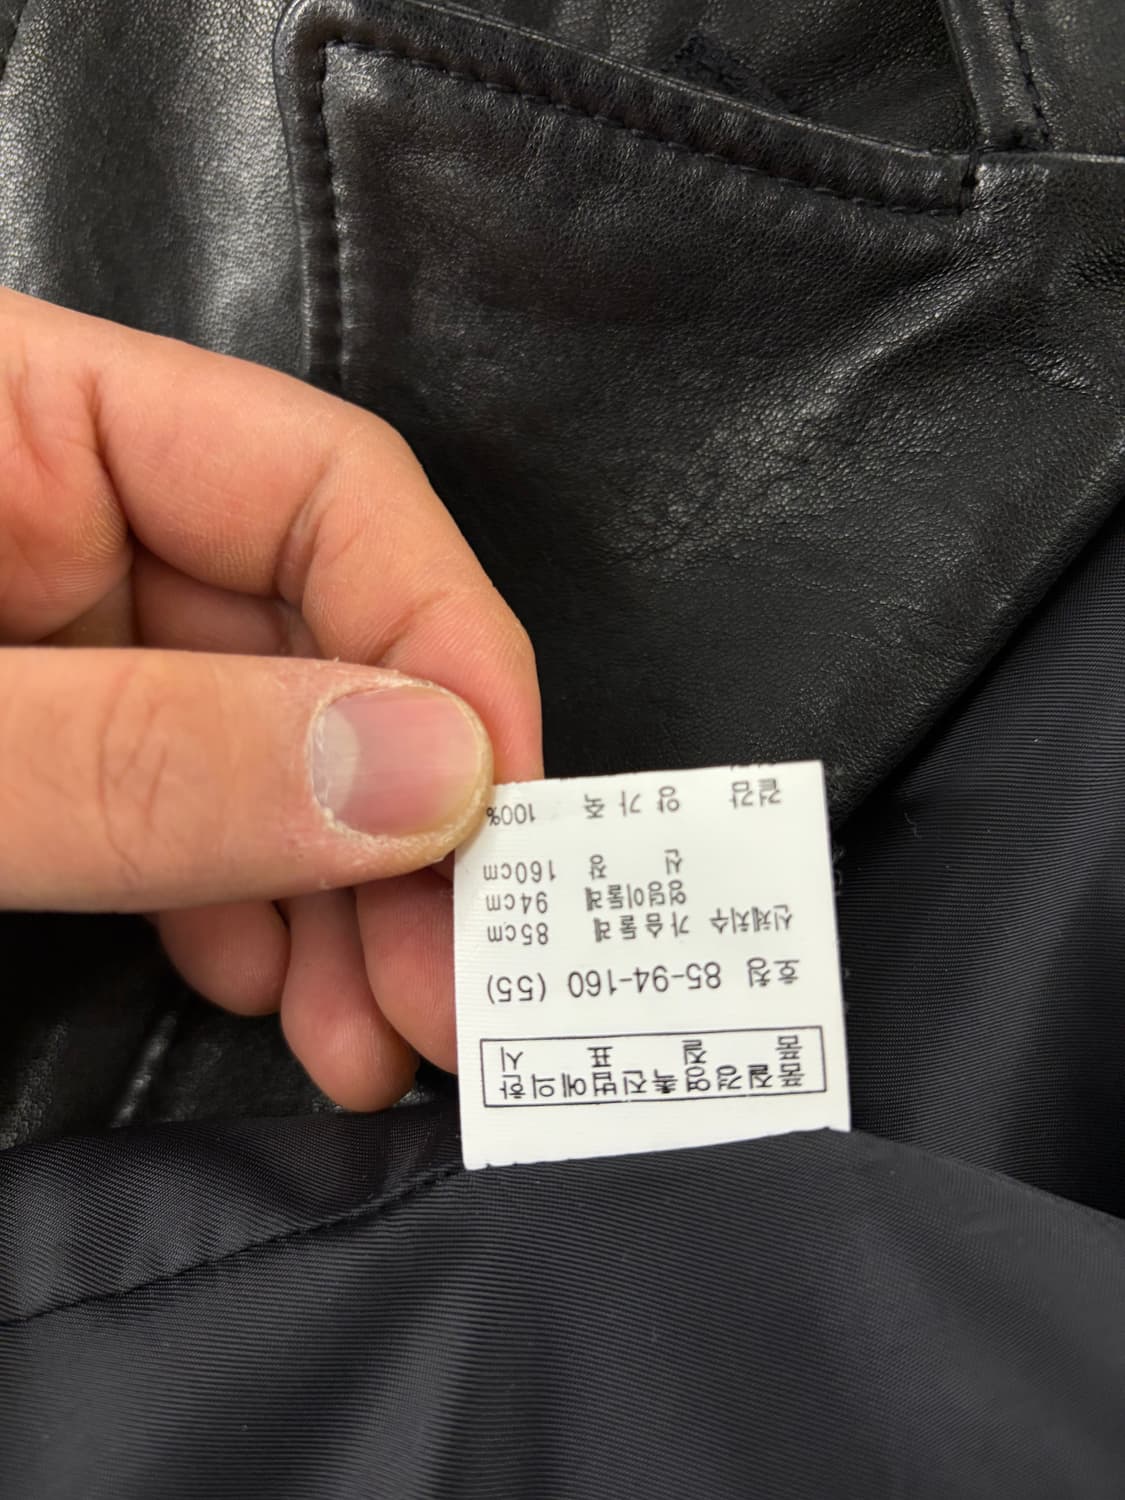 품질경영촉진법에의한
품 질 표 시
호칭 85-94-160 (55)
신체치수 가슴둘레 85cm
엉덩이둘레 94cm
신 장 160cm
겉감 양 가 죽 100%